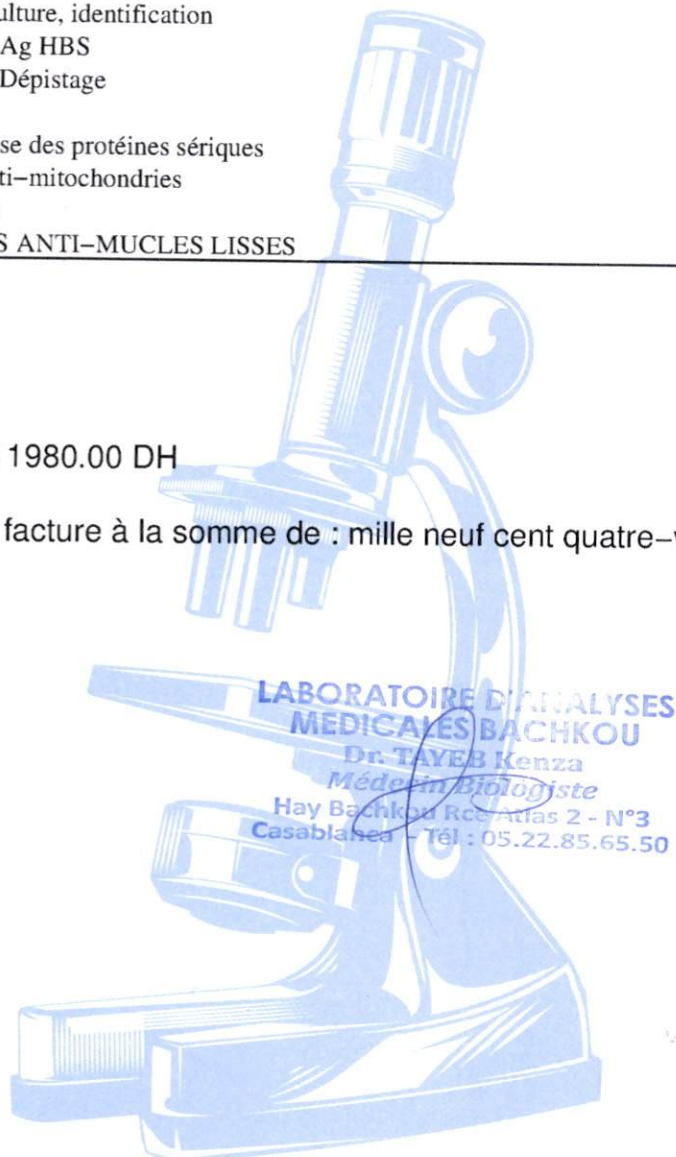 ulture, identification
Ag HBS
Dépistage
se des protéines sériques
ti–mitochondries
S ANTI–MUCLES LISSES
1980.00 DH
facture à la somme de : mille neuf cent quatre–v
LABORATOIRE D'ANALYSES
MEDICALES BACHKOU
Dr. TAYEB Kenza
Médecin Biologiste
Hay Bachkou Rce Atlas 2 - N°3
Casablanca - Tél : 05.22.85.65.50